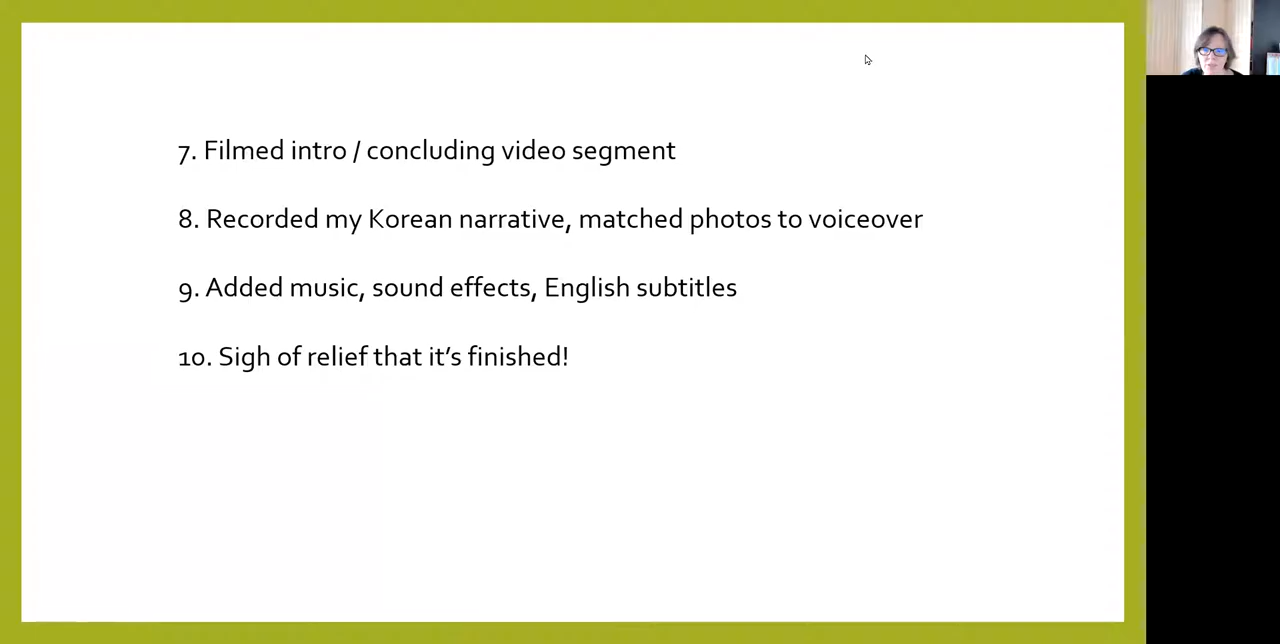 7. Filmed intro / concluding video segment
8. Recorded my Korean narrative, matched photos to voiceover
9. Added music, sound effects, English subtitles
10. Sigh of relief that it’s finished!